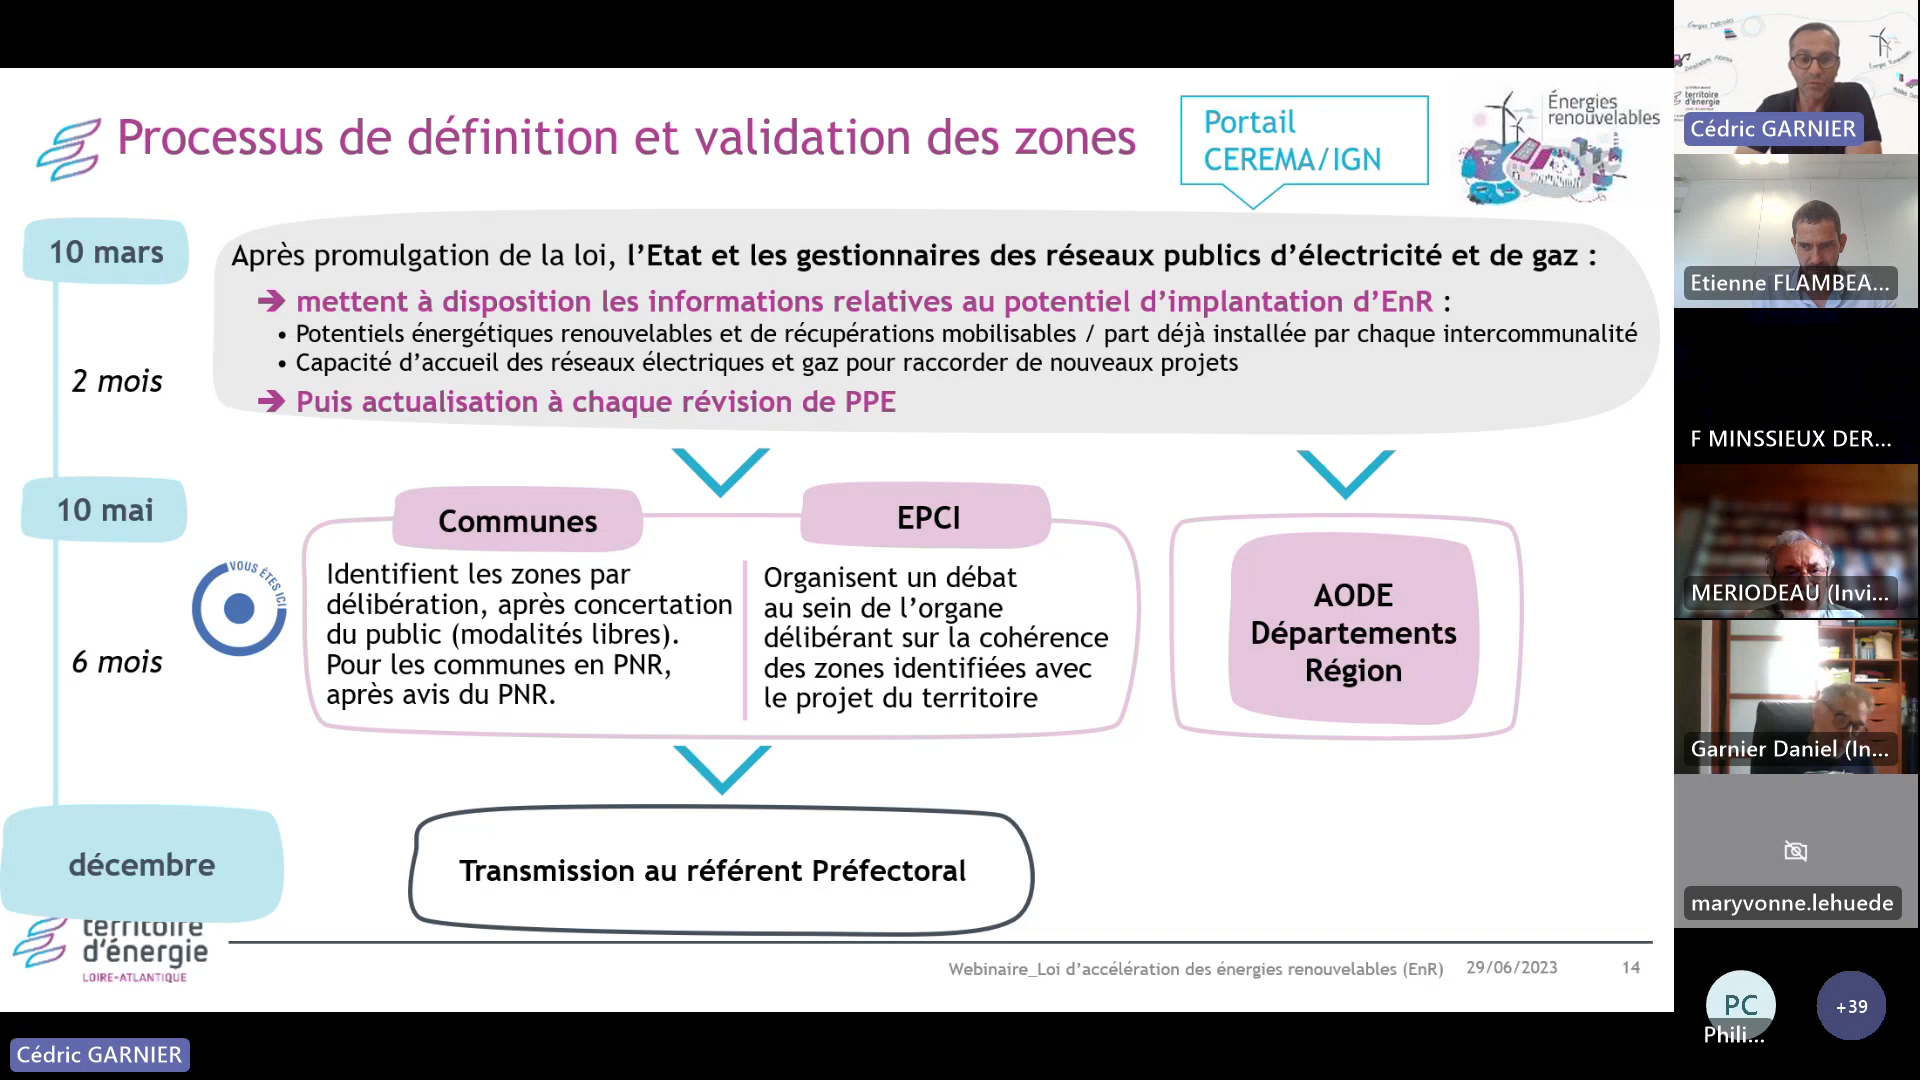 Processus de définition et validation des zones
Portail
CEREMA/IGN
Énergies
renouvelables
10 mars
Après promulgation de la loi, l’Etat et les gestionnaires des réseaux publics d’électricité et de gaz :
➔ mettent à disposition les informations relatives au potentiel d’implantation d’EnR :
• Potentiels énergétiques renouvelables et de récupérations mobilisables / part déjà installée par chaque intercommunalité
• Capacité d’accueil des réseaux électriques et gaz pour raccorder de nouveaux projets
➔ Puis actualisation à chaque révision de PPE
2 mois
10 mai
VOUS ÊTES ICI
6 mois
Communes
Identifient les zones par
délibération, après concertation
du public (modalités libres).
Pour les communes en PNR,
après avis du PNR.
EPCI
Organisent un débat
au sein de l’organe
délibérant sur la cohérence
des zones identifiées avec
le projet du territoire
AODE
Départements
Région
décembre
Transmission au référent Préfectoral
territoire
d’énergie
LOIRE-ATLANTIQUE
Webinaire_Loi d’accélération des énergies renouvelables (EnR)
29/06/2023
14
Cédric GARNIER
territoire
d’énergie
Cédric GARNIER
Etienne FLAMBEA...
F MINSSIEUX DER...
MERIODEAU (Invi...
Garnier Daniel (In...
maryvonne.lehuede
PC
Phili...
+39